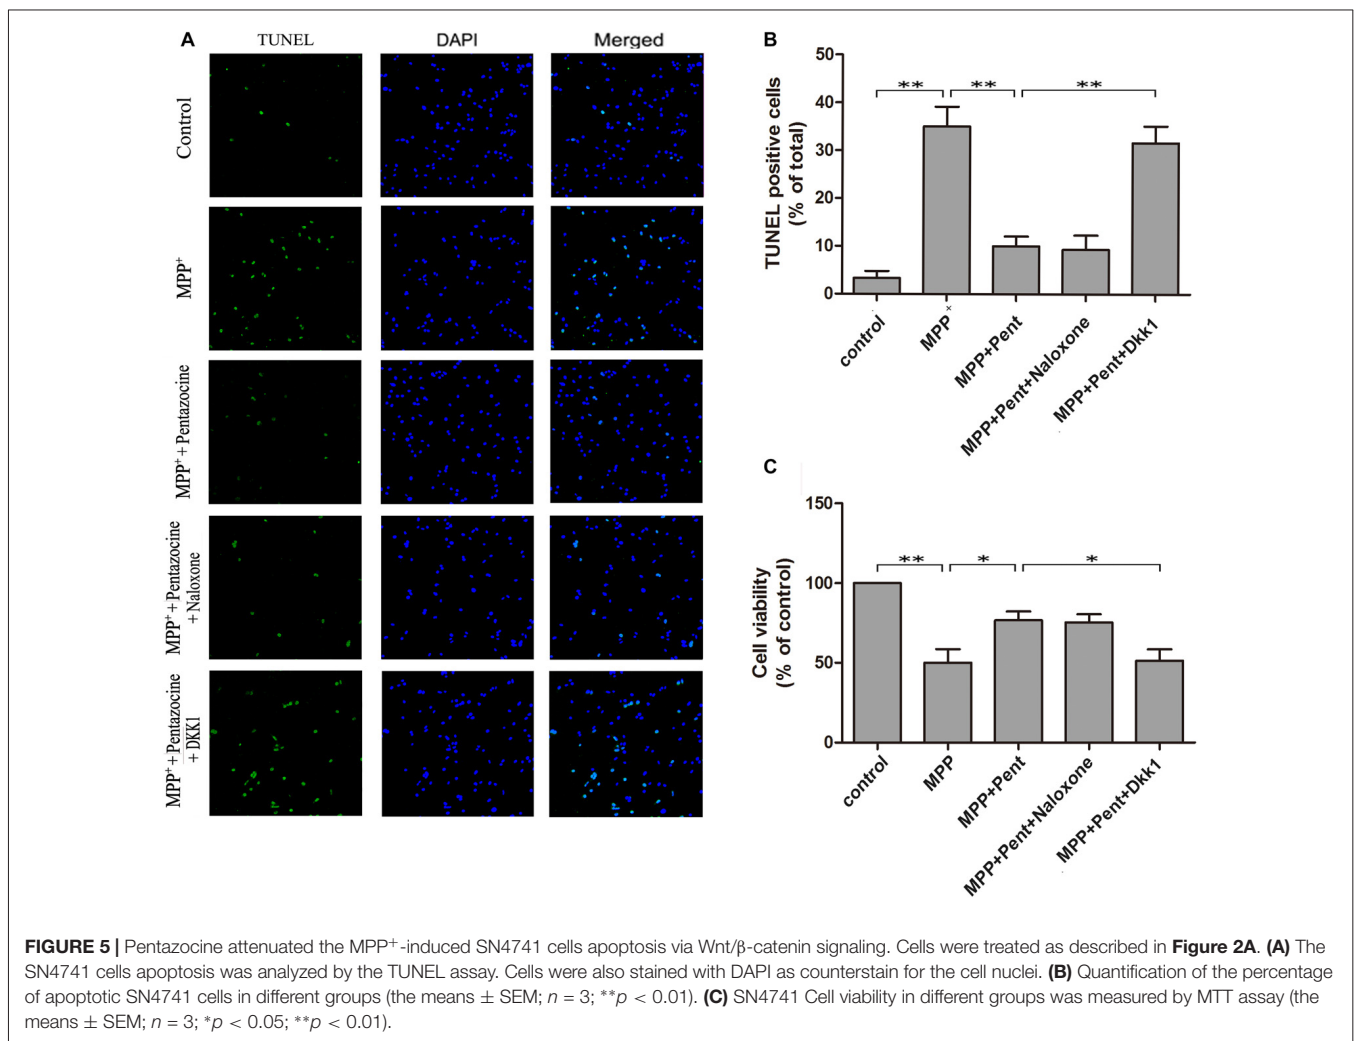 A
TUNEL
DAPI
Merged
Control
MPP+
MPP+ + Pentazocine
MPP+ + Pentazocine
+ Naloxone
MPP+ + Pentazocine
+ DKK1
B
TUNEL positive cells
(% of total)
50
40
30
20
10
0
**
**
**
control
MPP+
MPP+Pent
MPP+Pent+Naloxone
MPP+Pent+Dkk1
C
Cell viability
(% of control)
150
100
50
0
**
*
*
control
MPP
MPP+Pent
MPP+Pent+Naloxone
MPP+Pent+Dkk1
FIGURE 5 | Pentazocine attenuated the MPP+-induced SN4741 cells apoptosis via Wnt/β-catenin signaling. Cells were treated as described in Figure 2A. (A) The
SN4741 cells apoptosis was analyzed by the TUNEL assay. Cells were also stained with DAPI as counterstain for the cell nuclei. (B) Quantification of the percentage
of apoptotic SN4741 cells in different groups (the means ± SEM; n = 3; **p < 0.01). (C) SN4741 Cell viability in different groups was measured by MTT assay (the
means ± SEM; n = 3; *p < 0.05; **p < 0.01).